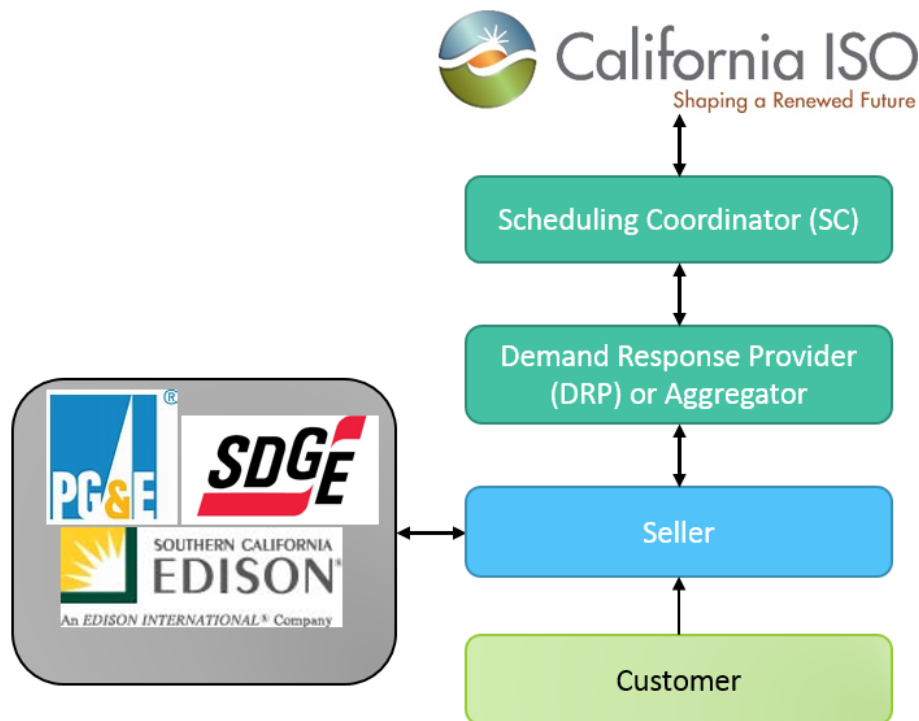 California ISO
Shaping a Renewed Future
Scheduling Coordinator (SC)
Demand Response Provider
(DRP) or Aggregator
PG&E®
SDGE
SOUTHERN CALIFORNIA
EDISON®
An EDISON INTERNATIONAL® Company
Seller
Customer